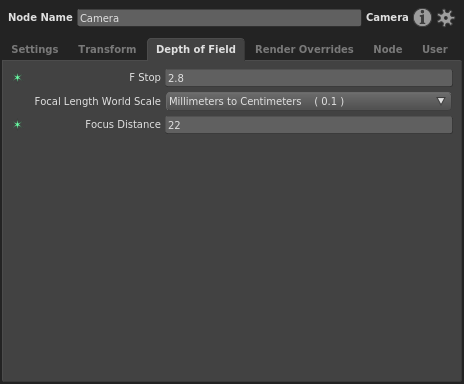 Node Name Camera Camera
Settings Transform Depth of Field Render Overrides Node User
F Stop 2.8
Focal Length World Scale Millimeters to Centimeters ( 0.1 )
Focus Distance 22